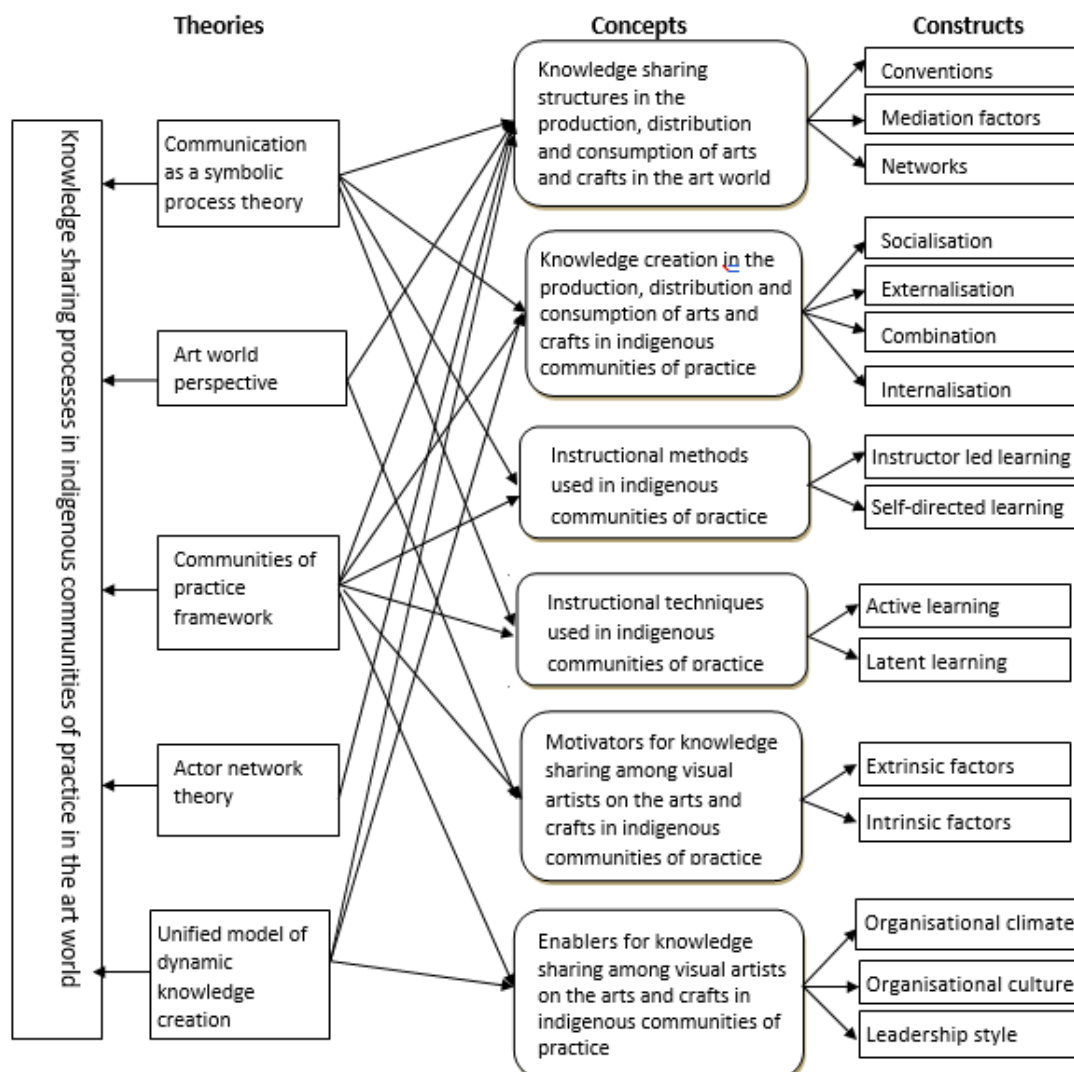 Theories
Concepts
Constructs
Knowledge sharing processes in indigenous communities of practice in the art world
Communication
as a symbolic
process theory
Art world
perspective
Communities of
practice
framework
Actor network
theory
Unified model of
dynamic
knowledge
creation
Knowledge sharing
structures in the
production, distribution
and consumption of arts
and crafts in the art world
Knowledge creation in the
production, distribution and
consumption of arts and
crafts in indigenous
communities of practice
Instructional methods
used in indigenous
communities of practice
Instructional techniques
used in indigenous
communities of practice
Motivators for knowledge
sharing among visual
artists on the arts and
crafts in indigenous
communities of practice
Enablers for knowledge
sharing among visual artists
on the arts and crafts in
indigenous communities of
practice
Conventions
Mediation factors
Networks
Socialisation
Externalisation
Combination
Internalisation
Instructor led learning
Self-directed learning
Active learning
Latent learning
Extrinsic factors
Intrinsic factors
Organisational climate
Organisational culture
Leadership style